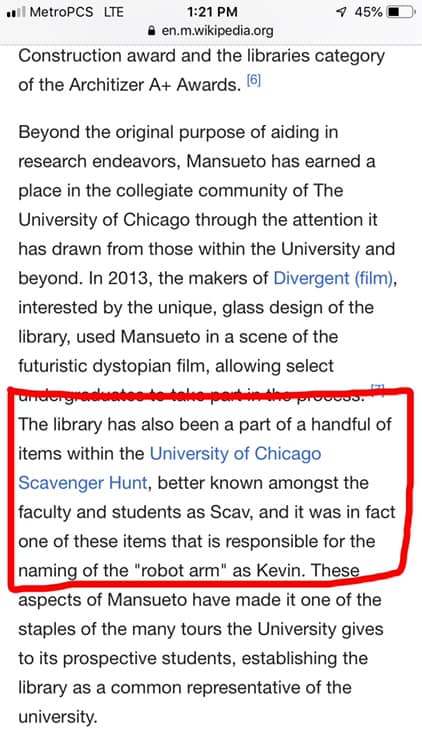 MetroPCS LTE 1:21 PM 45%
en.m.wikipedia.org
Construction award and the libraries category
of the Architizer A+ Awards. [6]
Beyond the original purpose of aiding in
research endeavors, Mansueto has earned a
place in the collegiate community of The
University of Chicago through the attention it
has drawn from those within the University and
beyond. In 2013, the makers of Divergent (film),
interested by the unique, glass design of the
library, used Mansueto in a scene of the
futuristic dystopian film, allowing select
undergraduates to take part in the process. [7]
The library has also been a part of a handful of
items within the University of Chicago
Scavenger Hunt, better known amongst the
faculty and students as Scav, and it was in fact
one of these items that is responsible for the
naming of the "robot arm" as Kevin. These
aspects of Mansueto have made it one of the
staples of the many tours the University gives
to its prospective students, establishing the
library as a common representative of the
university.